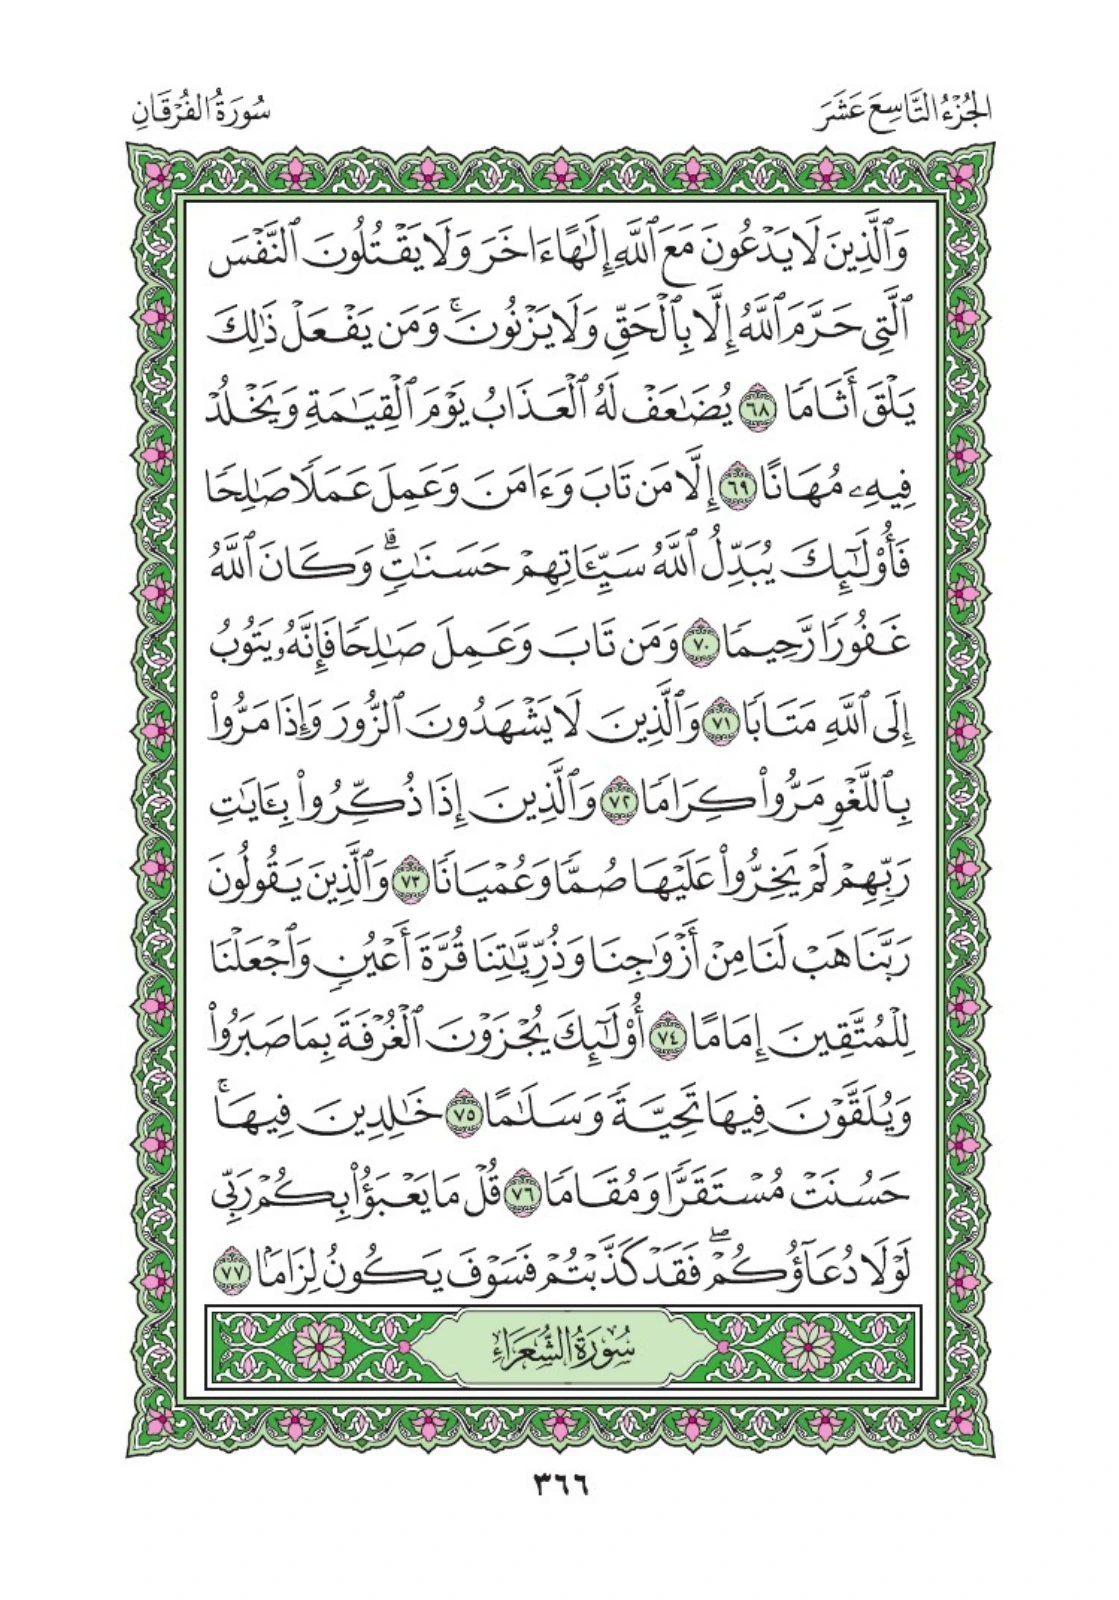 الجُزْءُ التَّاسِعَ عَشَرَ
سُورَةُ الفُرْقَانِ
وَٱلَّذِينَ لَا يَدْعُونَ مَعَ ٱللَّهِ إِلَٰهًا ءَاخَرَ وَلَا يَقْتُلُونَ ٱلنَّفْسَ
ٱلَّتِى حَرَّمَ ٱللَّهُ إِلَّا بِٱلْحَقِّ وَلَا يَزْنُونَۚ وَمَن يَفْعَلْ ذَٰلِكَ
يَلْقَ أَثَامًا ٦٨ يُضَٰعَفْ لَهُ ٱلْعَذَابُ يَوْمَ ٱلْقِيَٰمَةِ وَيَخْلُدْ
فِيهِۦ مُهَانًا ٦٩ إِلَّا مَن تَابَ وَءَامَنَ وَعَمِلَ عَمَلًا صَٰلِحًا
فَأُو۟لَٰٓئِكَ يُبَدِّلُ ٱللَّهُ سَيِّـَٔاتِهِمْ حَسَنَٰتٍۗ وَكَانَ ٱللَّهُ
غَفُورًا رَّحِيمًا ٧٠ وَمَن تَابَ وَعَمِلَ صَٰلِحًا فَإِنَّهُۥ يَتُوبُ
إِلَى ٱللَّهِ مَتَابًا ٧١ وَٱلَّذِينَ لَا يَشْهَدُونَ ٱلزُّورَ وَإِذَا مَرُّوا۟
بِٱللَّغْوِ مَرُّوا۟ كِرَامًا ٧٢ وَٱلَّذِينَ إِذَا ذُكِّرُوا۟ بِـَٔايَٰتِ
رَبِّهِمْ لَمْ يَخِرُّوا۟ عَلَيْهَا صُمًّا وَعُمْيَانًا ٧٣ وَٱلَّذِينَ يَقُولُونَ
رَبَّنَا هَبْ لَنَا مِنْ أَزْوَٰجِنَا وَذُرِّيَّٰتِنَا قُرَّةَ أَعْيُنٍ وَٱجْعَلْنَا
لِلْمُتَّقِينَ إِمَامًا ٧٤ أُو۟لَٰٓئِكَ يُجْزَوْنَ ٱلْغُرْفَةَ بِمَا صَبَرُوا۟
وَيُلَقَّوْنَ فِيهَا تَحِيَّةً وَسَلَٰمًا ٧٥ خَٰلِدِينَ فِيهَاۚ
حَسُنَتْ مُسْتَقَرًّا وَمُقَامًا ٧٦ قُلْ مَا يَعْبَؤُا۟ بِكُمْ رَبِّى
لَوْلَا دُعَآؤُكُمْۖ فَقَدْ كَذَّبْتُمْ فَسَوْفَ يَكُونُ لِزَامًۢا ٧٧
سُورَةُ الشُّعَرَاءِ
٣٦٦